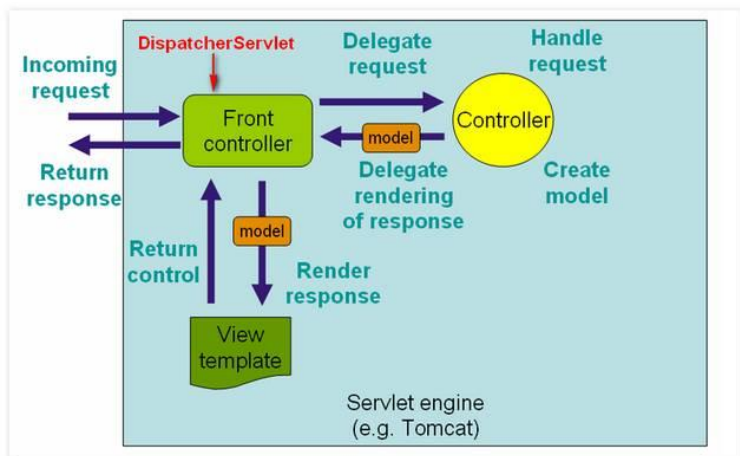 DispatcherServlet
Incoming
request
Return
response
Front
controller
Delegate
request
Handle
request
Controller
model
Delegate
rendering
of response
Create
model
model
Return
control
Render
response
View
template
Servlet engine
(e.g. Tomcat)